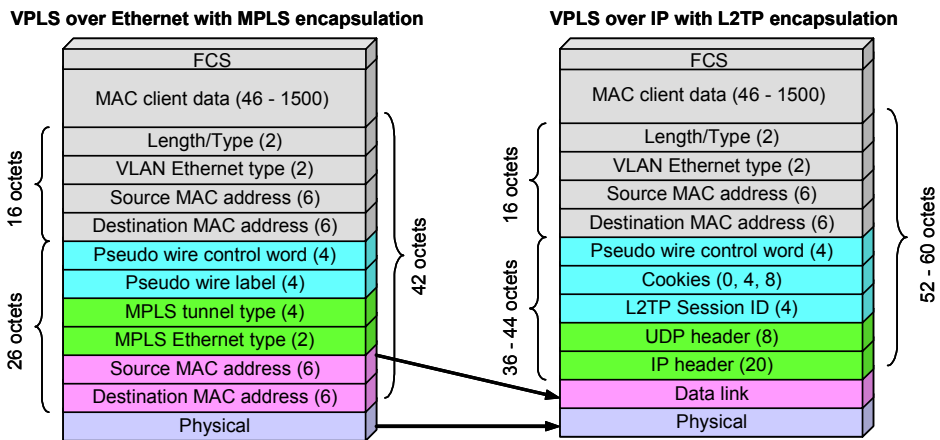 VPLS over Ethernet with MPLS encapsulation
FCS
MAC client data (46 - 1500)
Length/Type (2)
VLAN Ethernet type (2)
Source MAC address (6)
Destination MAC address (6)
Pseudo wire control word (4)
Pseudo wire label (4)
MPLS tunnel type (4)
MPLS Ethernet type (2)
Source MAC address (6)
Destination MAC address (6)
Physical
16 octets
26 octets
42 octets
VPLS over IP with L2TP encapsulation
FCS
MAC client data (46 - 1500)
Length/Type (2)
VLAN Ethernet type (2)
Source MAC address (6)
Destination MAC address (6)
Pseudo wire control word (4)
Cookies (0, 4, 8)
L2TP Session ID (4)
UDP header (8)
IP header (20)
Data link
Physical
16 octets
36 - 44 octets
52 - 60 octets